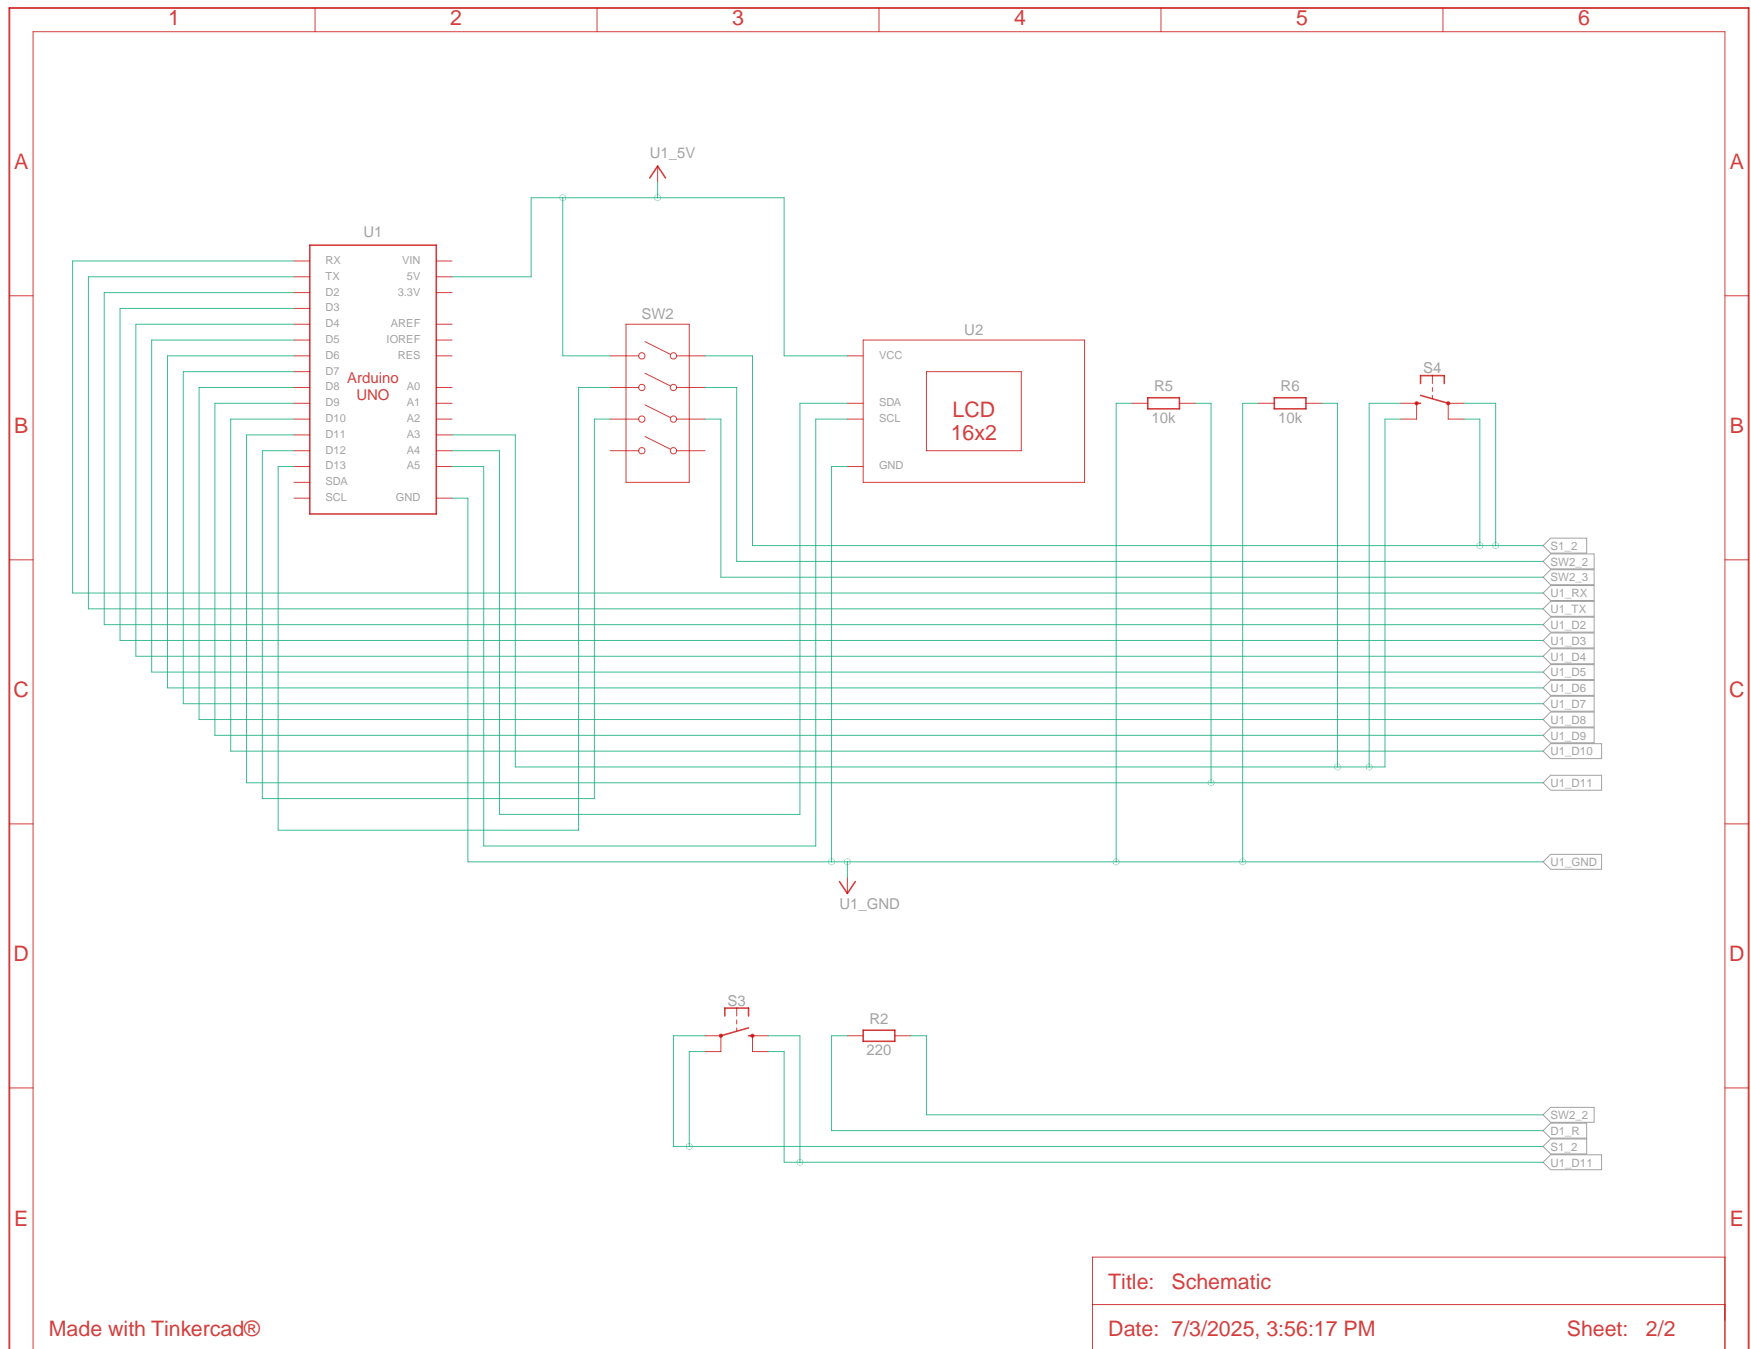 1 2 3 4 5 6
A A
U1_5V
U1
RX VIN
TX 5V
D2 3.3V
D3
D4 AREF
D5 IOREF
D6 RES
D7
Arduino
UNO
D8 A0
D9 A1
D10 A2
D11 A3
D12 A4
D13 A5
SDA
SCL GND
SW2
U2
VCC
SDA
SCL
GND
LCD
16x2
R5
10k
R6
10k
S4
B B
S1_2
SW2_2
SW2_3
U1_RX
U1_TX
U1_D2
U1_D3
U1_D4
U1_D5
U1_D6
U1_D7
U1_D8
U1_D9
U1_D10
U1_D11
C C
U1_GND
U1_GND
D D
S3
R2
220
SW2_2
D1_R
S1_2
U1_D11
E E
Title: Schematic
Made with Tinkercad®
Date: 7/3/2025, 3:56:17 PM Sheet: 2/2